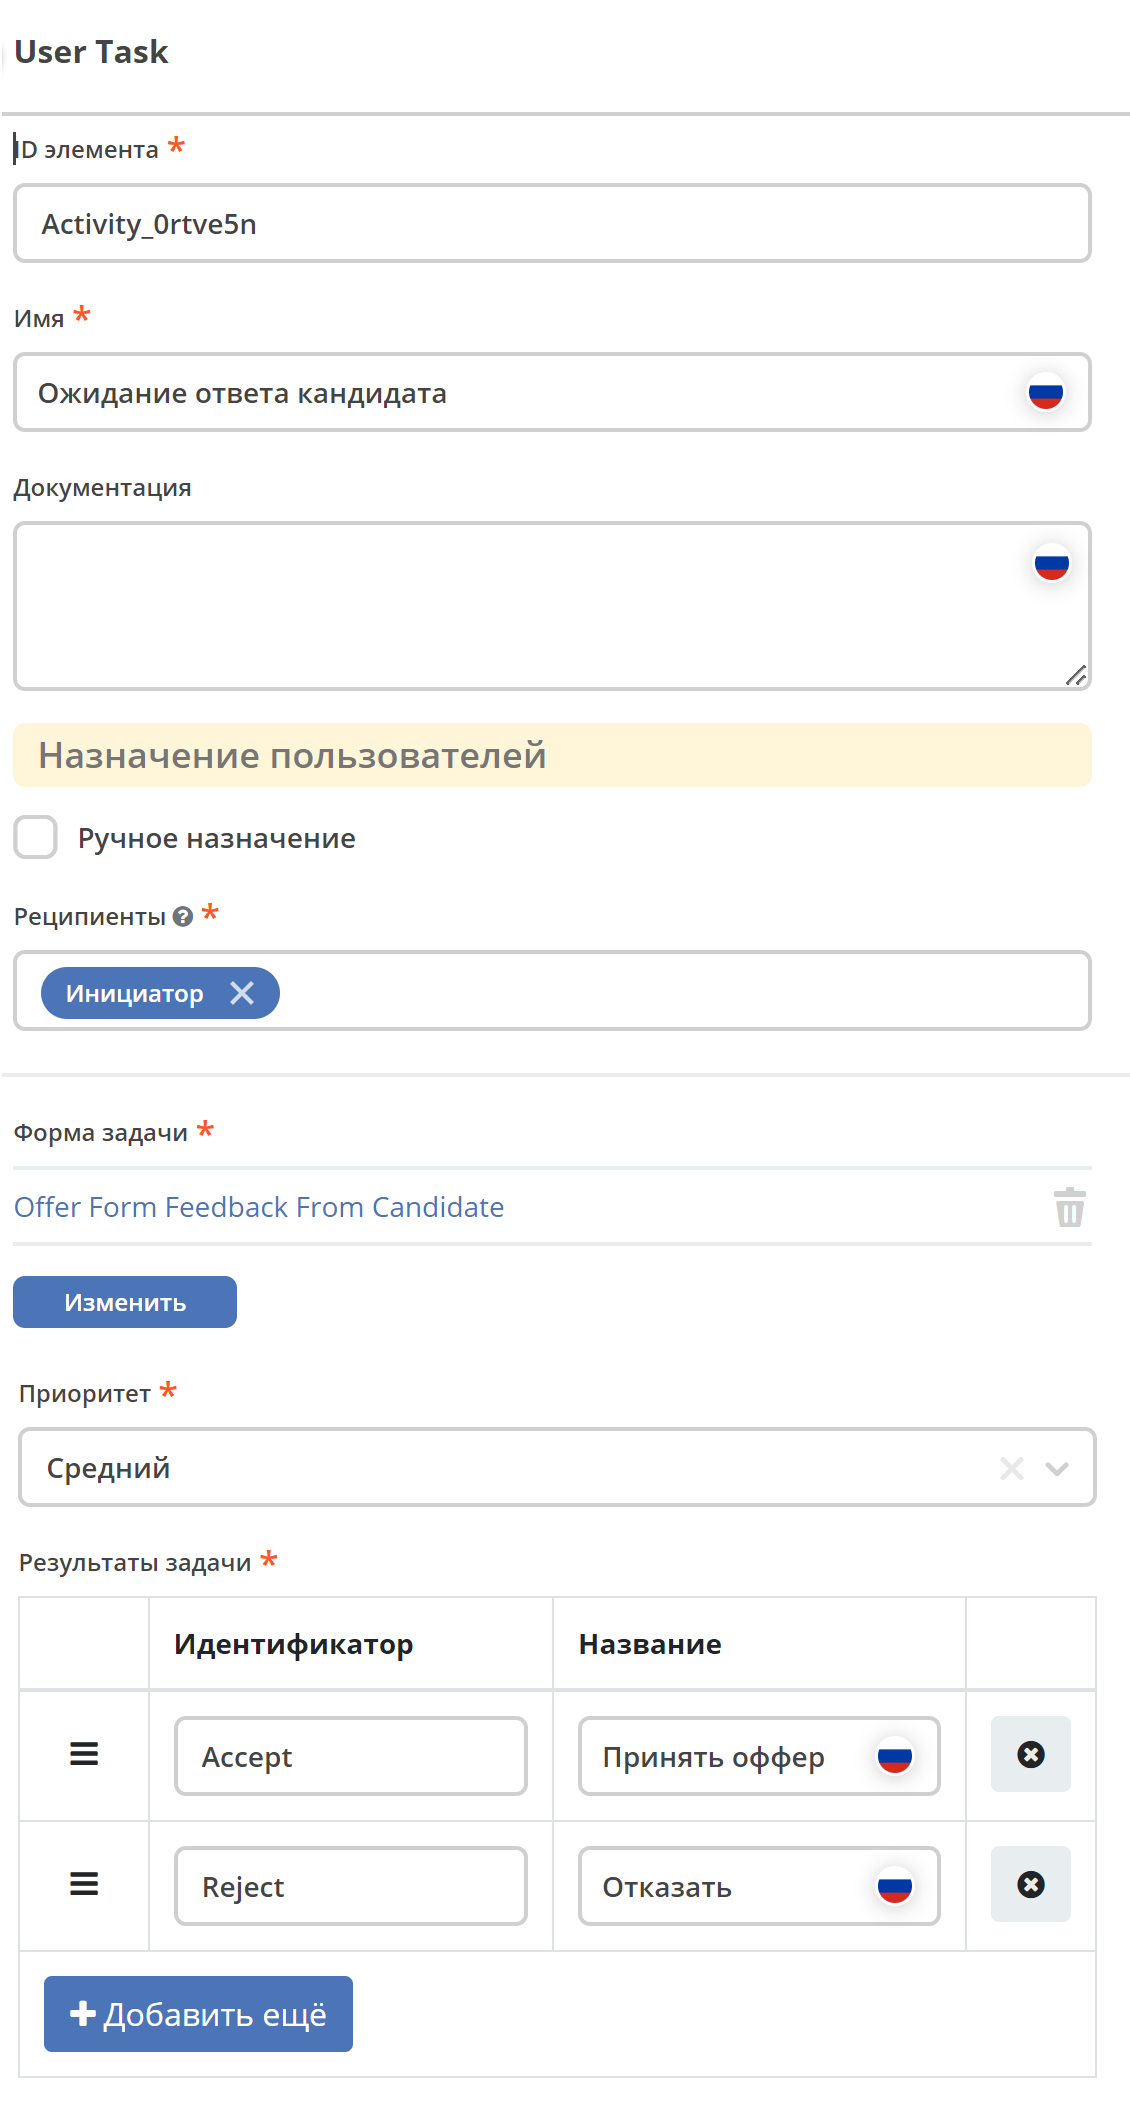 User Task
ID элемента *
Activity_0rtve5n
Имя *
Ожидание ответа кандидата
Документация
Назначение пользователей
Ручное назначение
Реципиенты ? *
Инициатор
Форма задачи *
Offer Form Feedback From Candidate
Изменить
Приоритет *
Средний
Результаты задачи *
Идентификатор Название
Accept Принять оффер
Reject Отказать
+ Добавить ещё